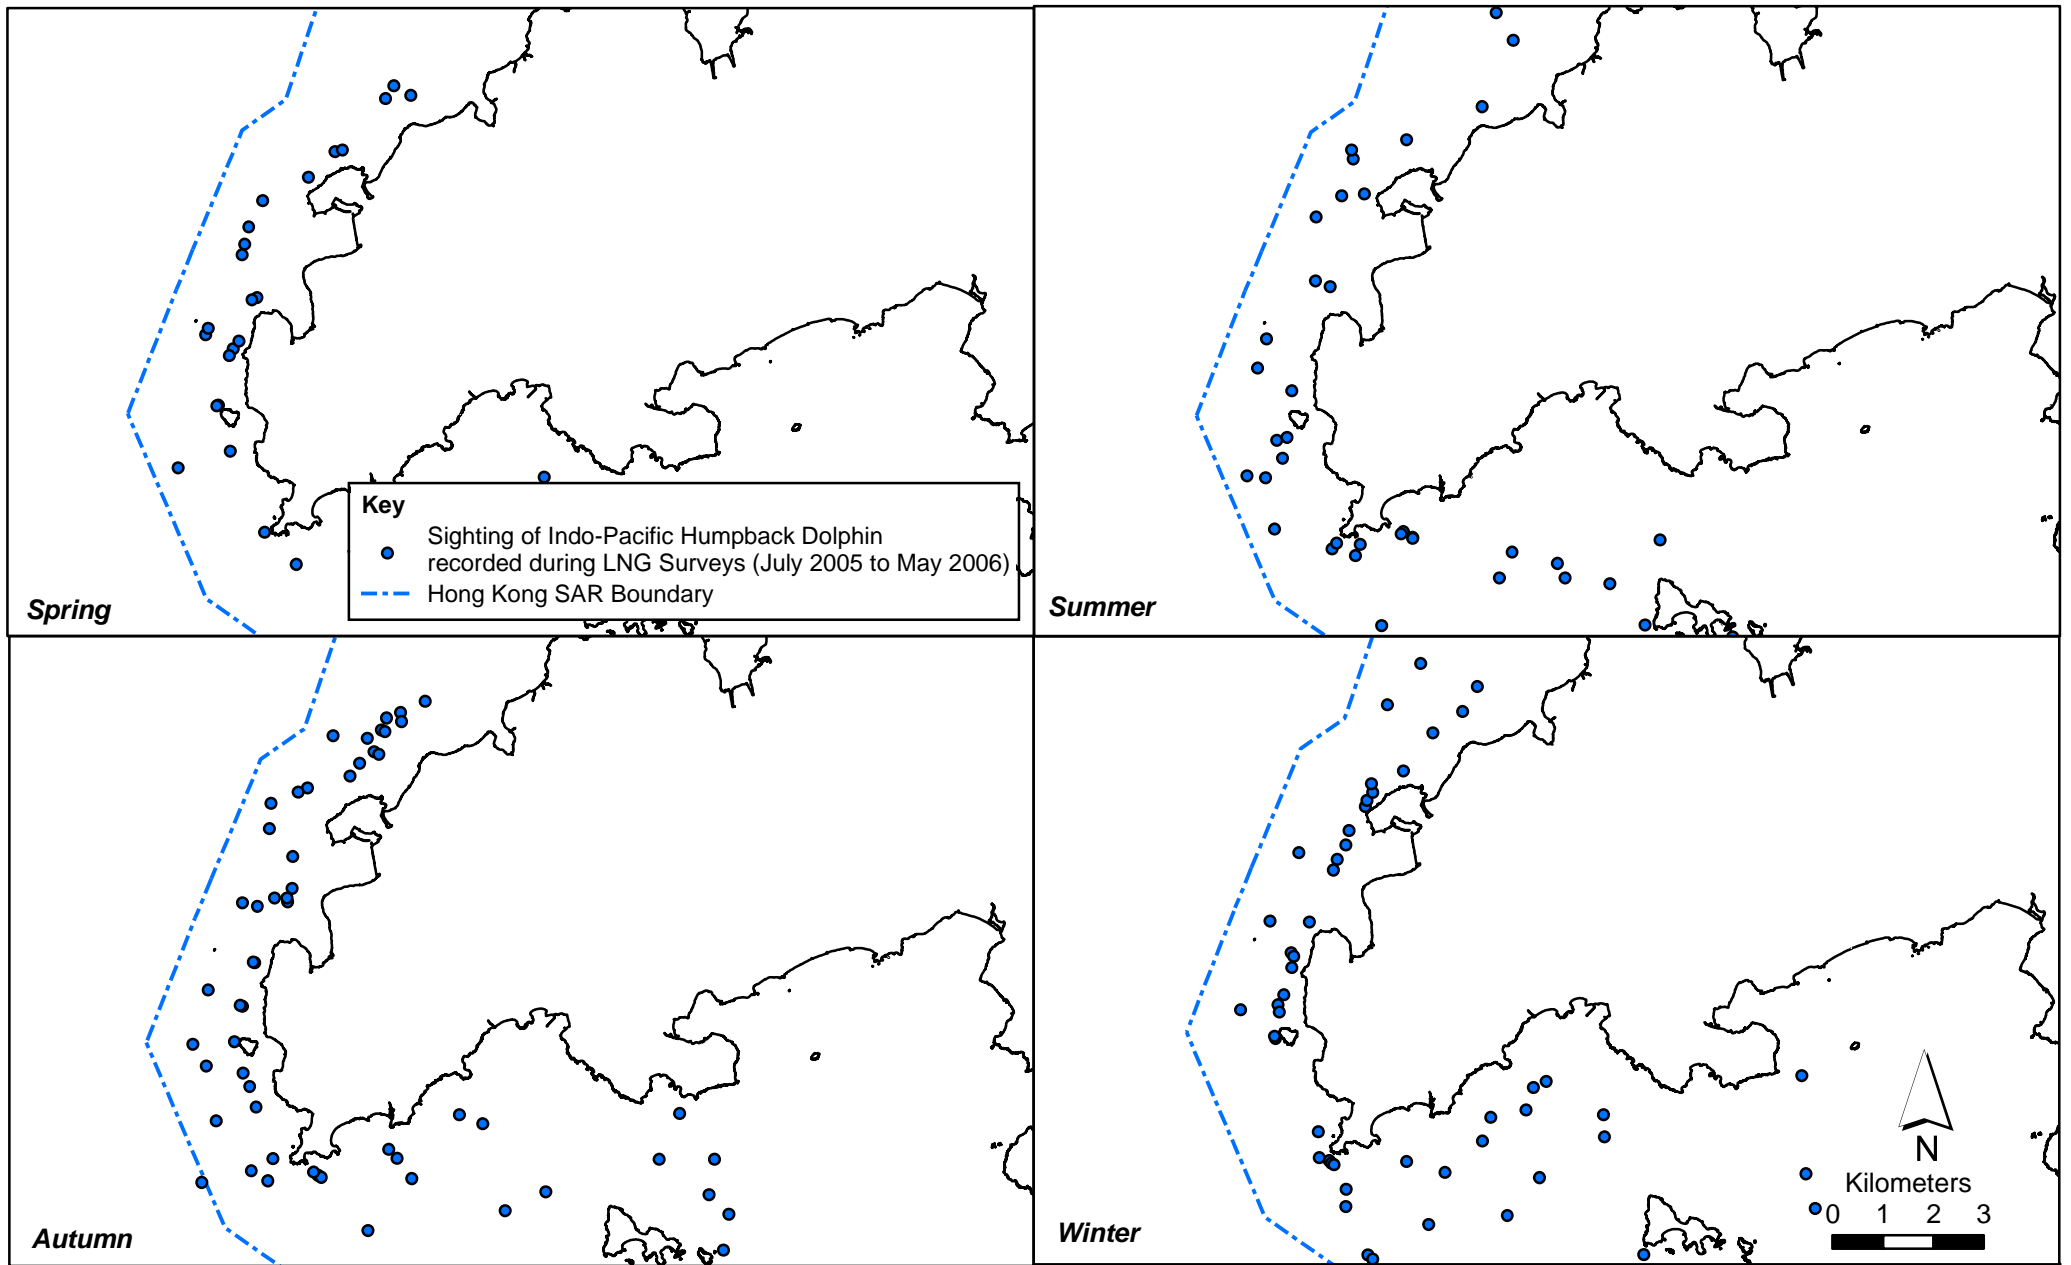 Key
Sighting of Indo-Pacific Humpback Dolphin
recorded during LNG Surveys (July 2005 to May 2006)
Hong Kong SAR Boundary
Spring
Summer
Autumn
Winter
N
Kilometers
0 1 2 3